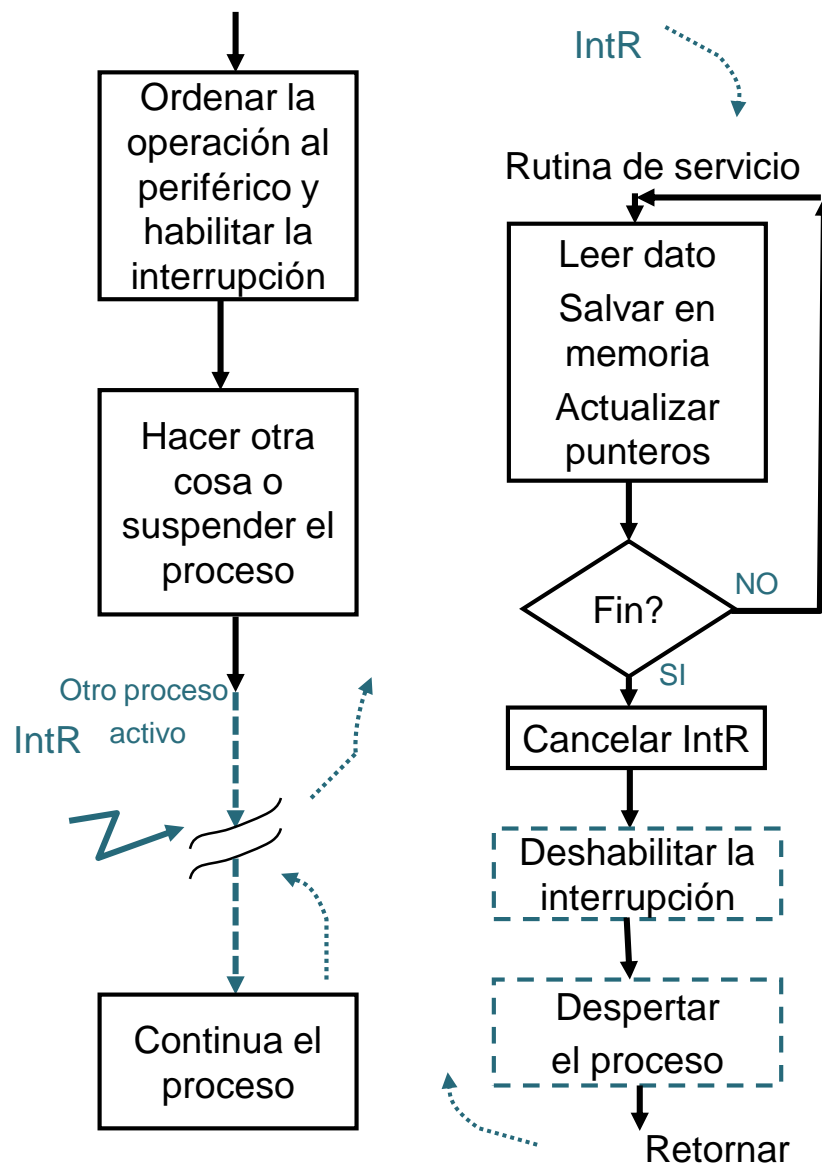 Ordenar la
operación al
periférico y
habilitar la
interrupción
Hacer otra
cosa o
suspender el
proceso
Otro proceso
activo
IntR
Continua el
proceso
IntR
Rutina de servicio
Leer dato
Salvar en
memoria
Actualizar
punteros
Fin?
NO
SI
Cancelar IntR
Deshabilitar la
interrupción
Despertar
el proceso
Retornar